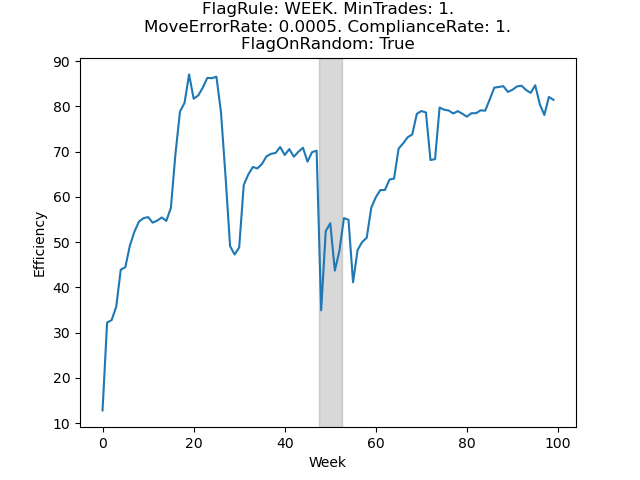 FlagRule: WEEK. MinTrades: 1.
MoveErrorRate: 0.0005. ComplianceRate: 1.
FlagOnRandom: True
90
80
70
60
50
40
30
20
10
Efficiency
0 20 40 60 80 100
Week